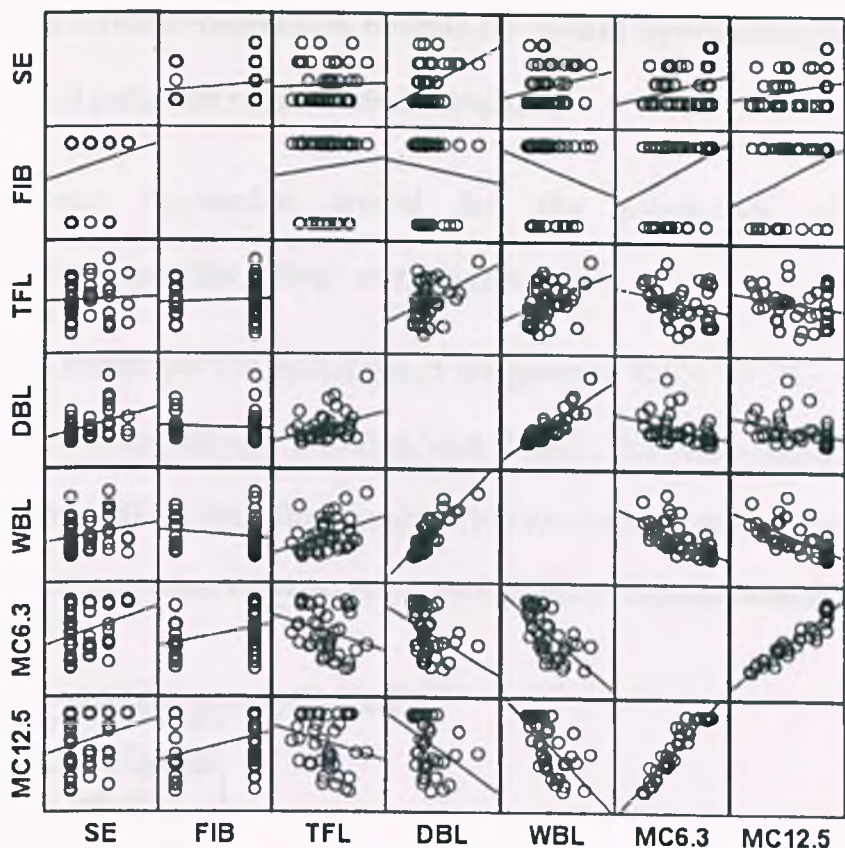 SE
FIB
TFL
DBL
WBL
MC6.3
MC12.5
SE FIB TFL DBL WBL MC6.3 MC12.5